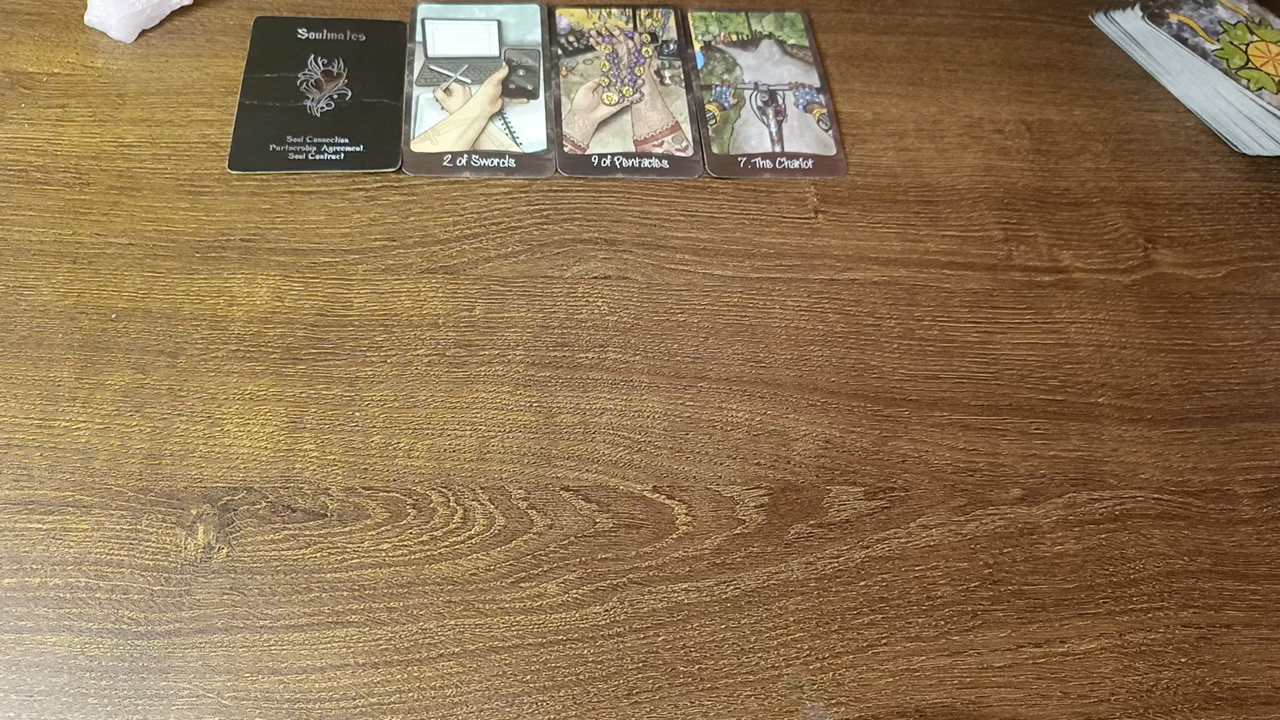 Soulmates
Soul Connection,
Partnership, Agreement,
Soul Contract
2 of Swords
9 of Pentacles
7. The Chariot